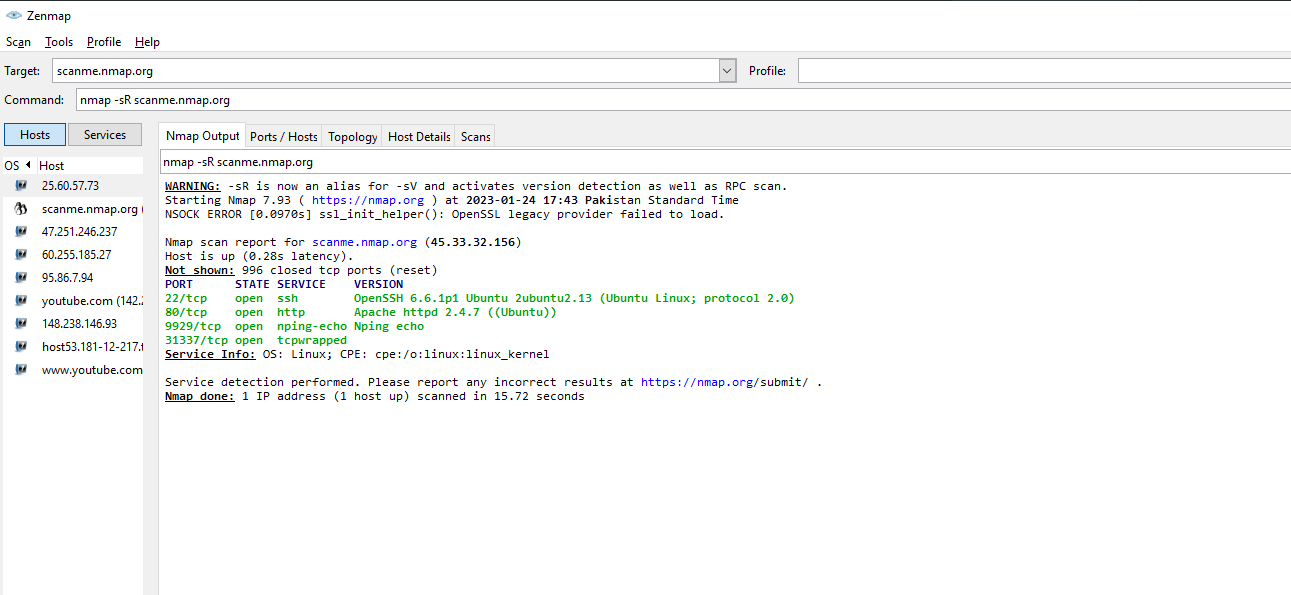 Zenmap
Scan Tools Profile Help
Target: scanme.nmap.org Profile:
Command: nmap -sR scanme.nmap.org
Hosts Services
OS Host
25.60.57.73
scanme.nmap.org (
47.251.246.237
60.255.185.27
95.86.7.94
youtube.com (142.2
148.238.146.93
host53.181-12-217.t
www.youtube.com
Nmap Output Ports / Hosts Topology Host Details Scans
nmap -sR scanme.nmap.org
WARNING: -sR is now an alias for -sV and activates version detection as well as RPC scan.
Starting Nmap 7.93 ( https://nmap.org ) at 2023-01-24 17:43 Pakistan Standard Time
NSOCK ERROR [0.0970s] ssl_init_helper(): OpenSSL legacy provider failed to load.
Nmap scan report for scanme.nmap.org (45.33.32.156)
Host is up (0.28s latency).
Not shown: 996 closed tcp ports (reset)
PORT STATE SERVICE VERSION
22/tcp open ssh OpenSSH 6.6.1p1 Ubuntu 2ubuntu2.13 (Ubuntu Linux; protocol 2.0)
80/tcp open http Apache httpd 2.4.7 ((Ubuntu))
9929/tcp open nping-echo Nping echo
31337/tcp open tcpwrapped
Service Info: OS: Linux; CPE: cpe:/o:linux:linux_kernel
Service detection performed. Please report any incorrect results at https://nmap.org/submit/ .
Nmap done: 1 IP address (1 host up) scanned in 15.72 seconds